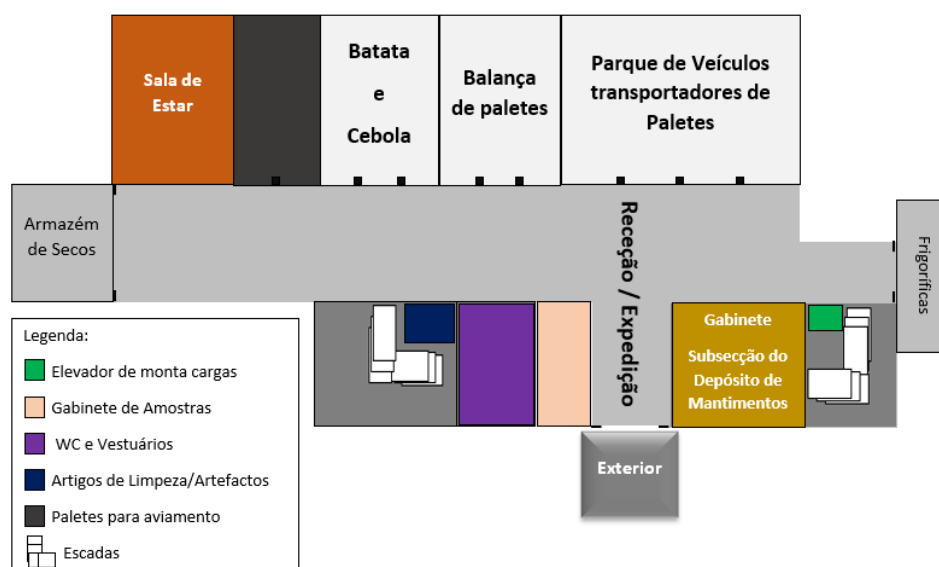 Sala de
Estar
Batata
e
Cebola
Balança
de paletes
Parque de Veículos
transportadores de
Paletes
Armazém
de Secos
Receção / Expedição
Frigoríficas
Gabinete
Subsecção do
Depósito de
Mantimentos
Exterior
Legenda:
Elevador de monta cargas
Gabinete de Amostras
WC e Vestuários
Artigos de Limpeza/Artefactos
Paletes para aviamento
Escadas